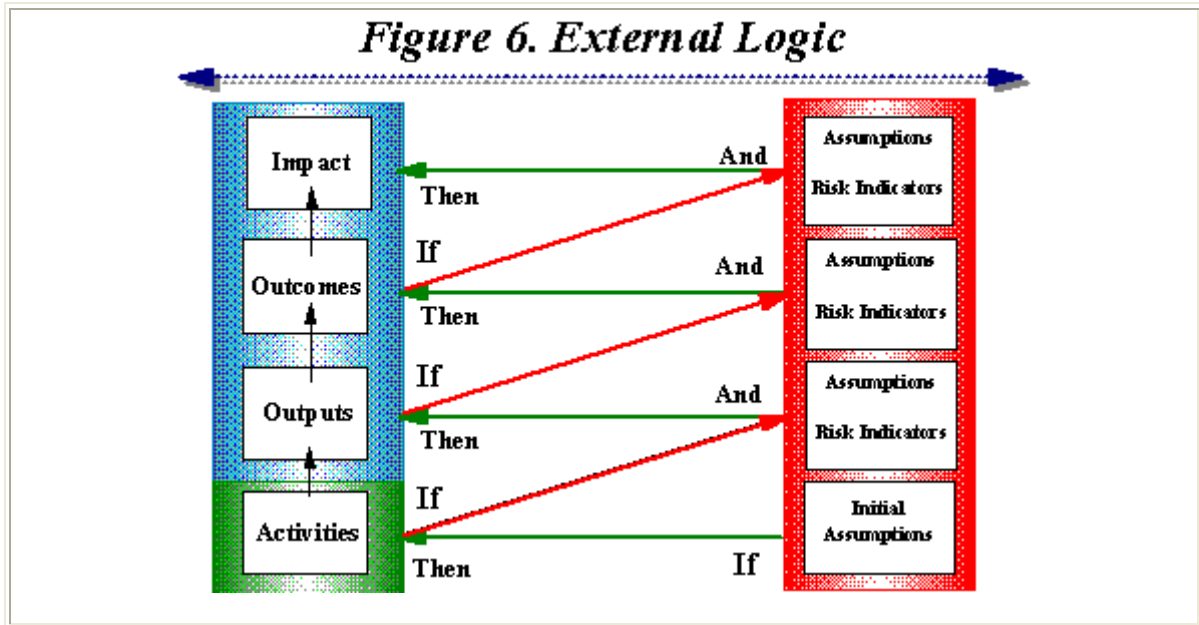 Figure 6. External Logic
Impact
And
Assumptions
Risk Indicators
Then
If
Outcomes
And
Assumptions
Risk Indicators
Then
If
Outputs
And
Assumptions
Risk Indicators
Then
If
Activities
Then
If
Initial
Assumptions